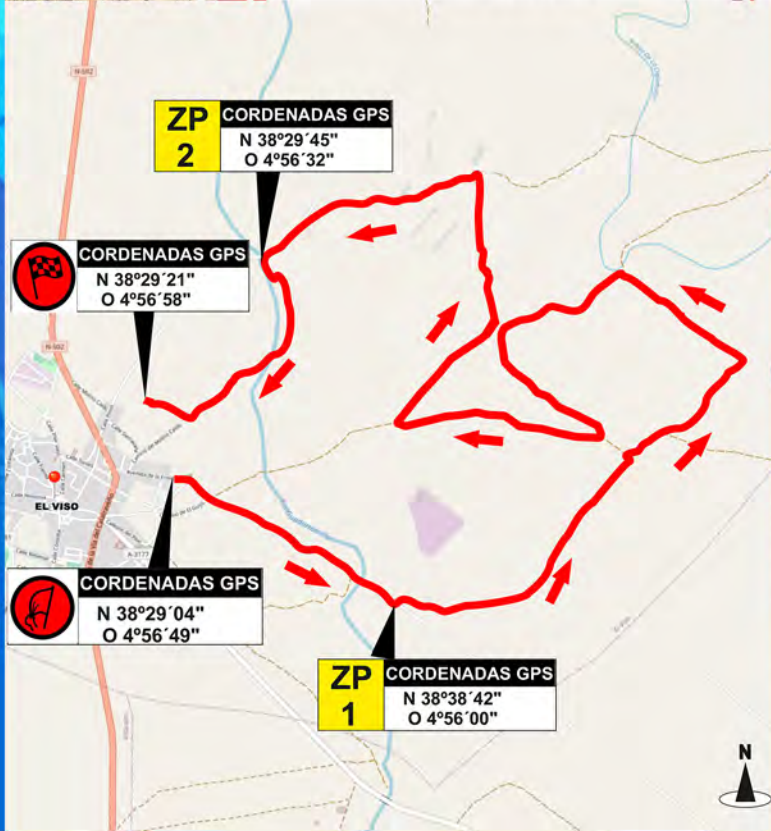 N-502
ZP
2
CORDENADAS GPS
N 38º29´45"
O 4º56´32"
CORDENADAS GPS
N 38º29´21"
O 4º56´58"
N-502
EL VISO
A-3177
CORDENADAS GPS
N 38º29´04"
O 4º56´49"
ZP
1
CORDENADAS GPS
N 38º38´42"
O 4º56´00"
N